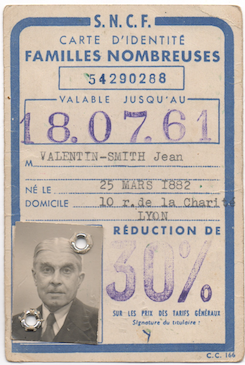 S.N.C.F.
CARTE D'IDENTITÉ
FAMILLES NOMBREUSES
54290288
VALABLE JUSQU'AU
18.07.61
M VALENTIN-SMITH Jean
NÉ LE 25 MARS 1882
DOMICILE 10 r.de la Charité
LYON
RÉDUCTION DE
30%
SUR LES PRIX DES TARIFS GÉNÉRAUX
Signature du titulaire :
C.C. 166